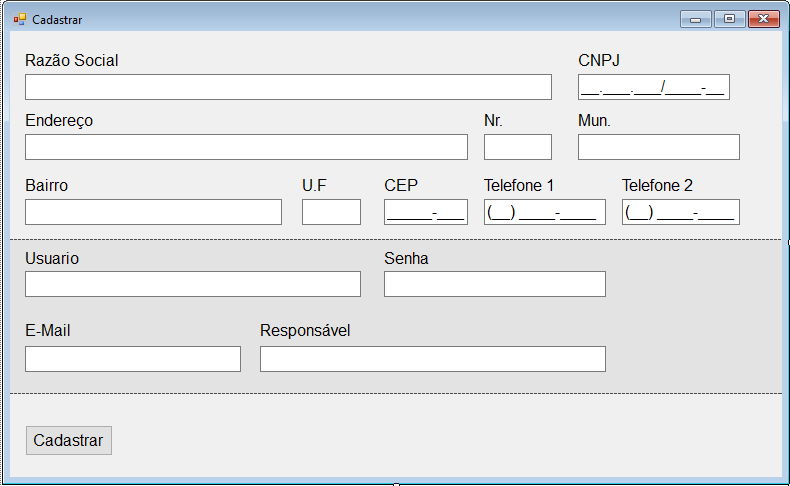 Cadastrar
Razão Social CNPJ
__.___.___/____-__
Endereço Nr. Mun.
Bairro U.F CEP Telefone 1 Telefone 2
_____-___ (__) ____-____ (__) ____-____
Usuario Senha
E-Mail Responsável
Cadastrar